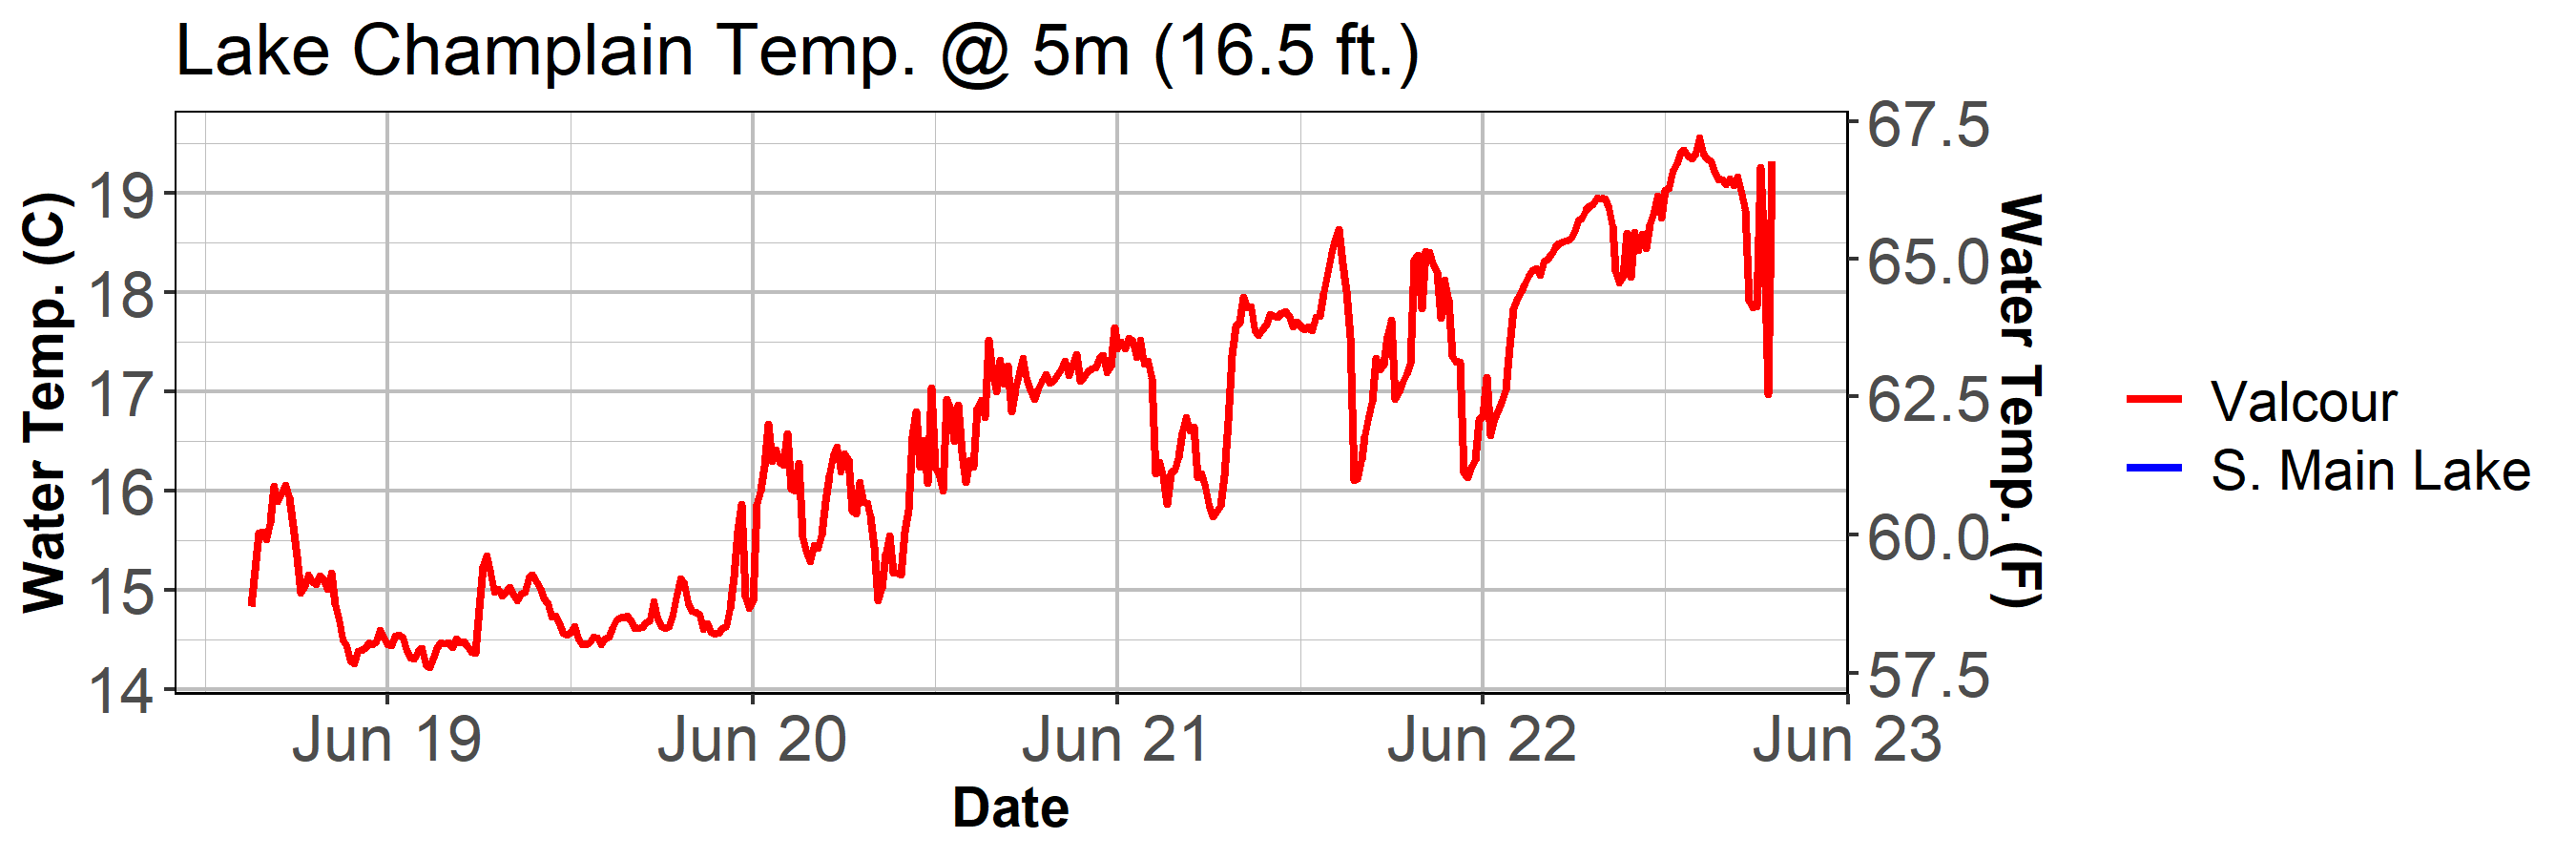 Lake Champlain Temp. @ 5m (16.5 ft.)
Water Temp. (C)
19
18
17
16
15
14
67.5
65.0
62.5
60.0
57.5
Water Temp. (F)
Jun 19
Jun 20
Jun 21
Jun 22
Jun 23
Date
Valcour
S. Main Lake